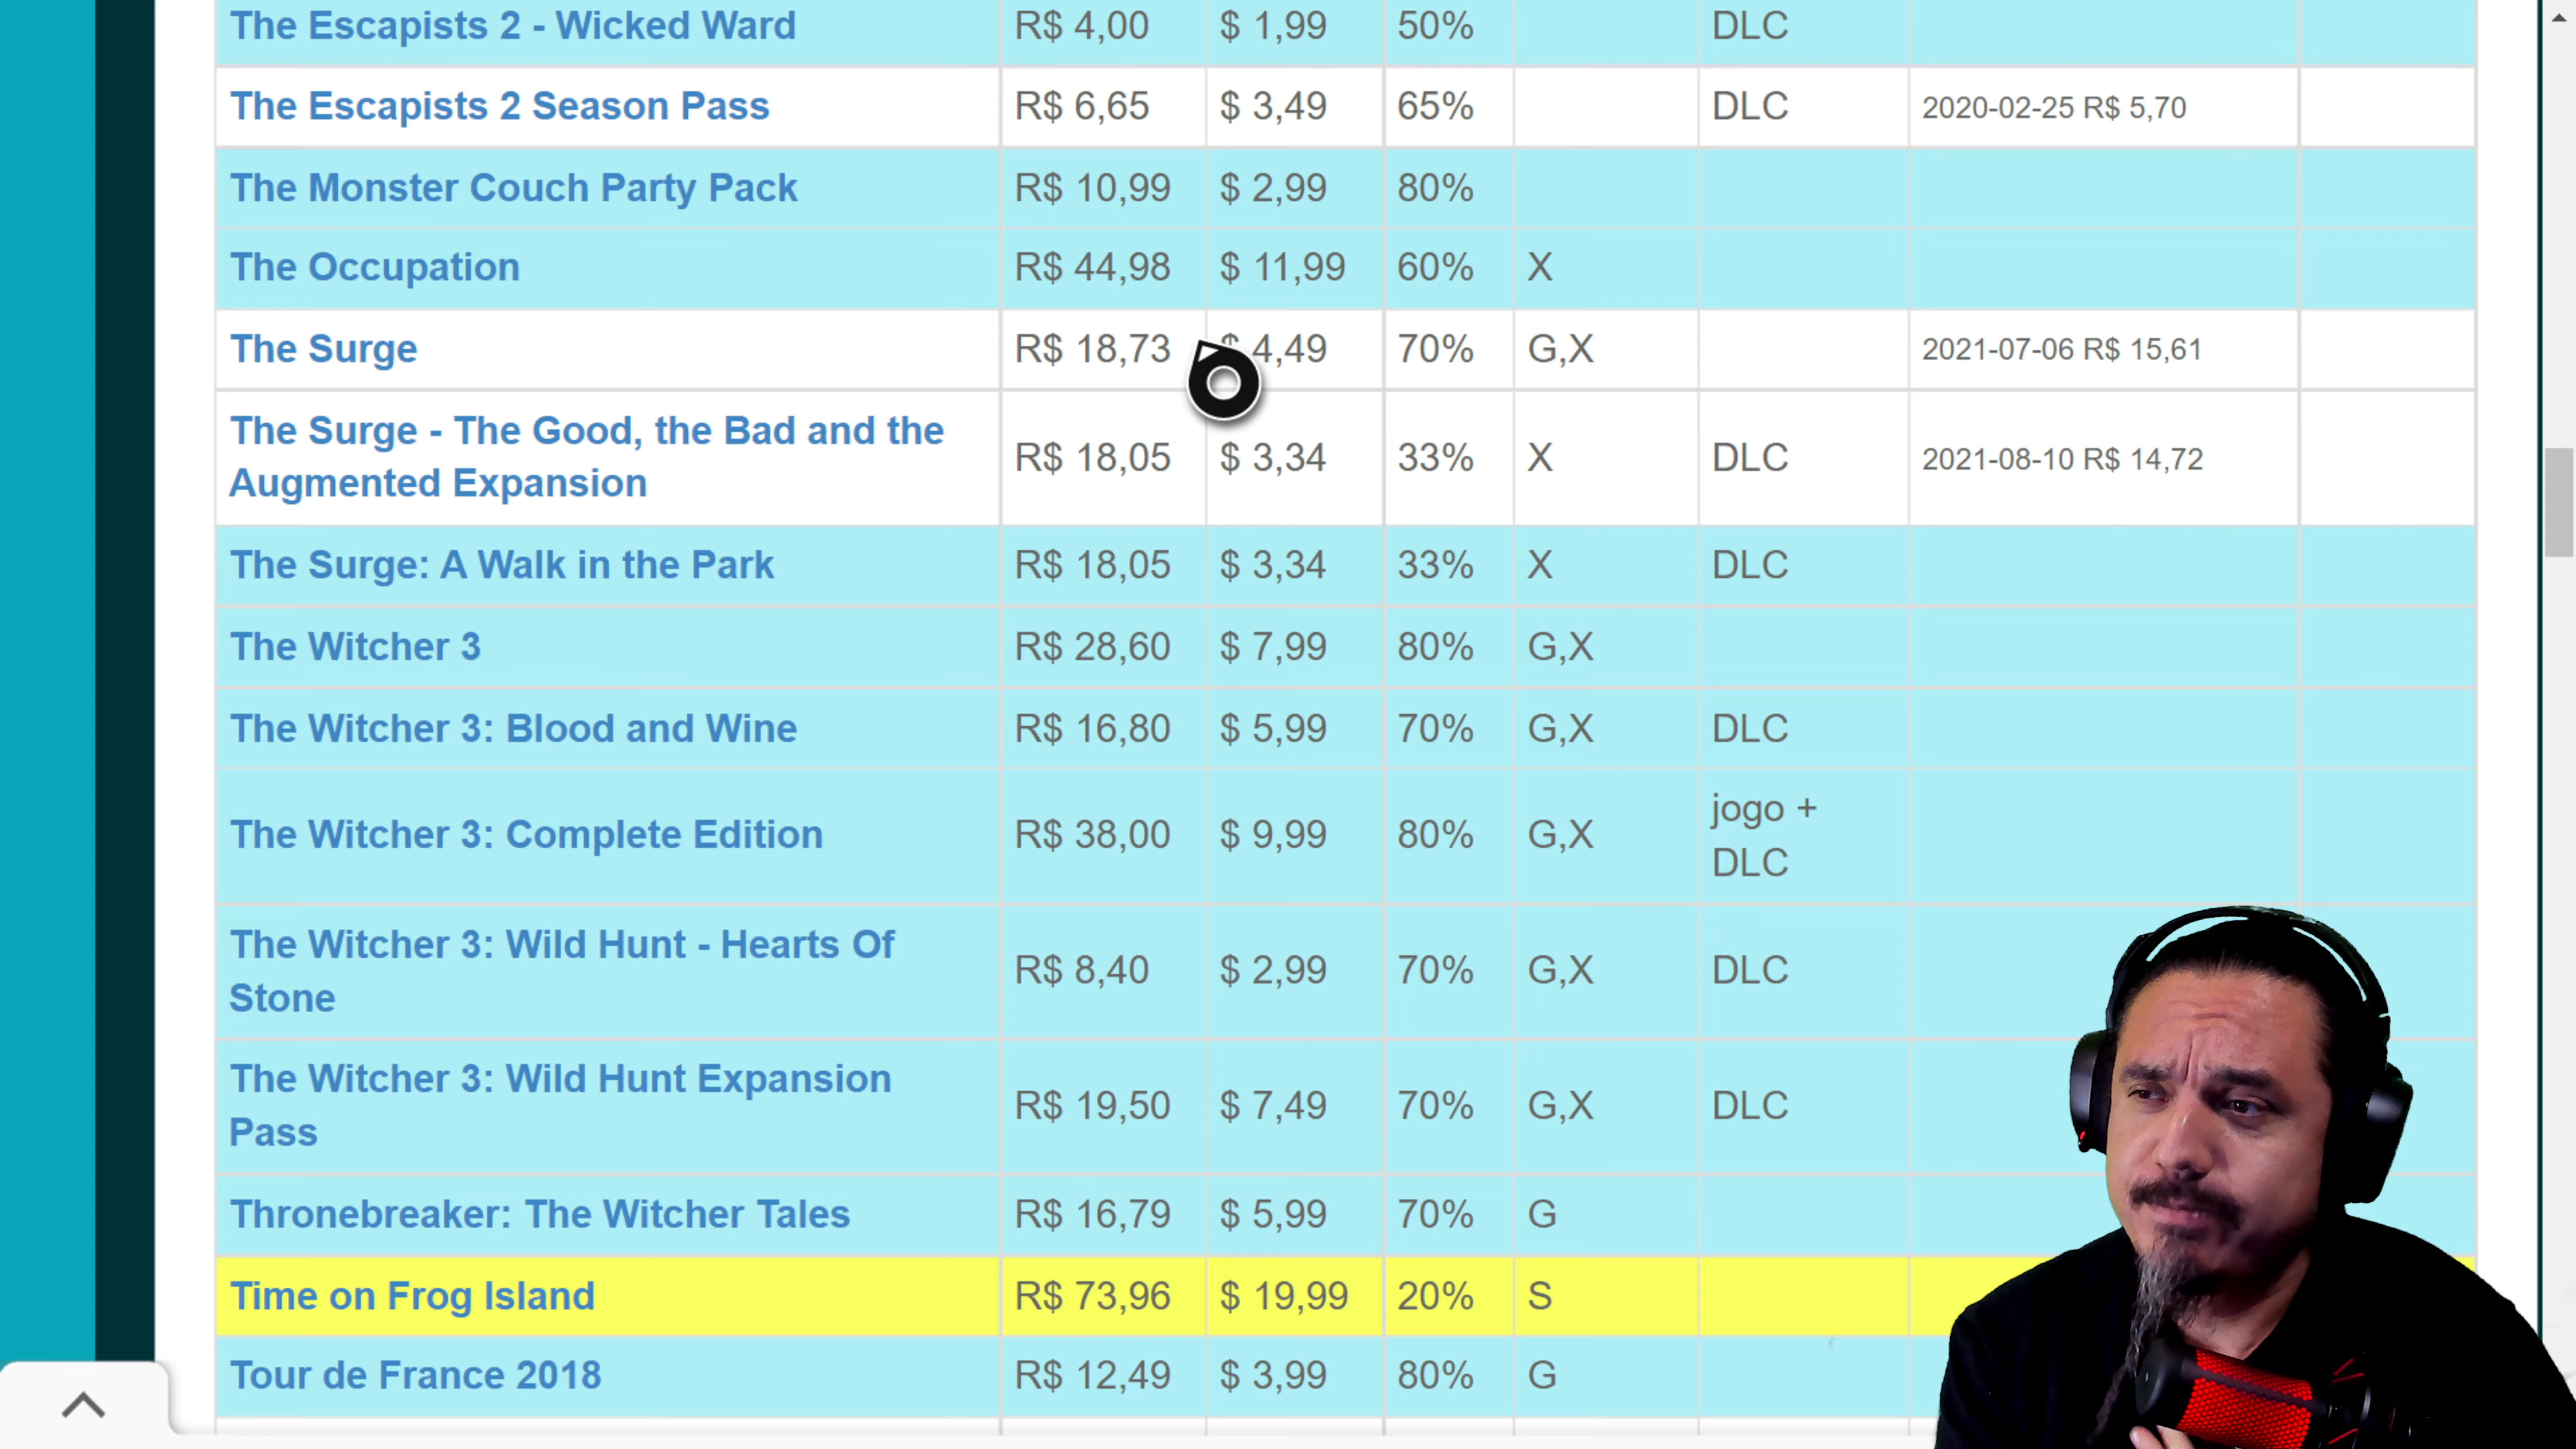 The Escapists 2 - Wicked Ward R$ 4,00 $ 1,99 50% DLC
The Escapists 2 Season Pass R$ 6,65 $ 3,49 65% DLC 2020-02-25 R$ 5,70
The Monster Couch Party Pack R$ 10,99 $ 2,99 80%
The Occupation R$ 44,98 $ 11,99 60% X
The Surge R$ 18,73 $ 4,49 70% G,X 2021-07-06 R$ 15,61
The Surge - The Good, the Bad and the
Augmented Expansion R$ 18,05 $ 3,34 33% X DLC 2021-08-10 R$ 14,72
The Surge: A Walk in the Park R$ 18,05 $ 3,34 33% X DLC
The Witcher 3 R$ 28,60 $ 7,99 80% G,X
The Witcher 3: Blood and Wine R$ 16,80 $ 5,99 70% G,X DLC
The Witcher 3: Complete Edition R$ 38,00 $ 9,99 80% G,X jogo +
DLC
The Witcher 3: Wild Hunt - Hearts Of
Stone R$ 8,40 $ 2,99 70% G,X DLC
The Witcher 3: Wild Hunt Expansion
Pass R$ 19,50 $ 7,49 70% G,X DLC
Thronebreaker: The Witcher Tales R$ 16,79 $ 5,99 70% G
Time on Frog Island R$ 73,96 $ 19,99 20% S
Tour de France 2018 R$ 12,49 $ 3,99 80% G